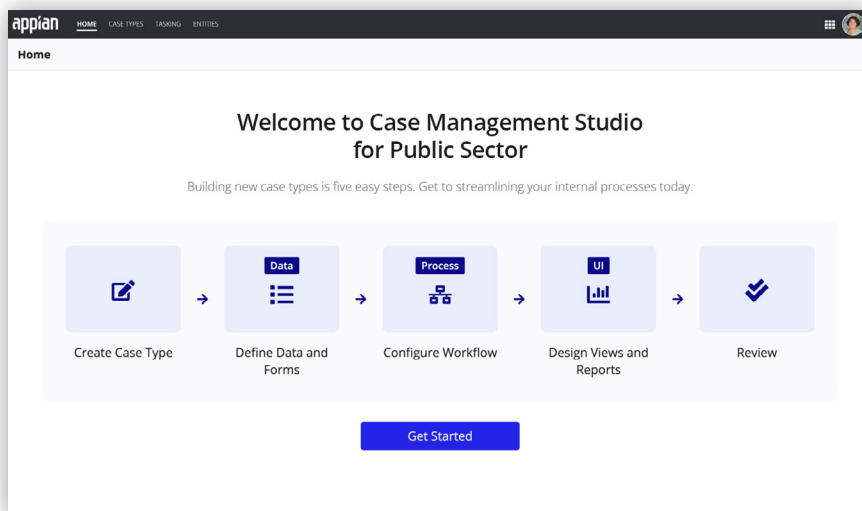 appian HOME CASE TYPES TASKING ENTITIES
Home
Welcome to Case Management Studio
for Public Sector
Building new case types is five easy steps. Get to streamlining your internal processes today.
Data
Process
UI
Create Case Type
Define Data and
Forms
Configure Workflow
Design Views and
Reports
Review
Get Started